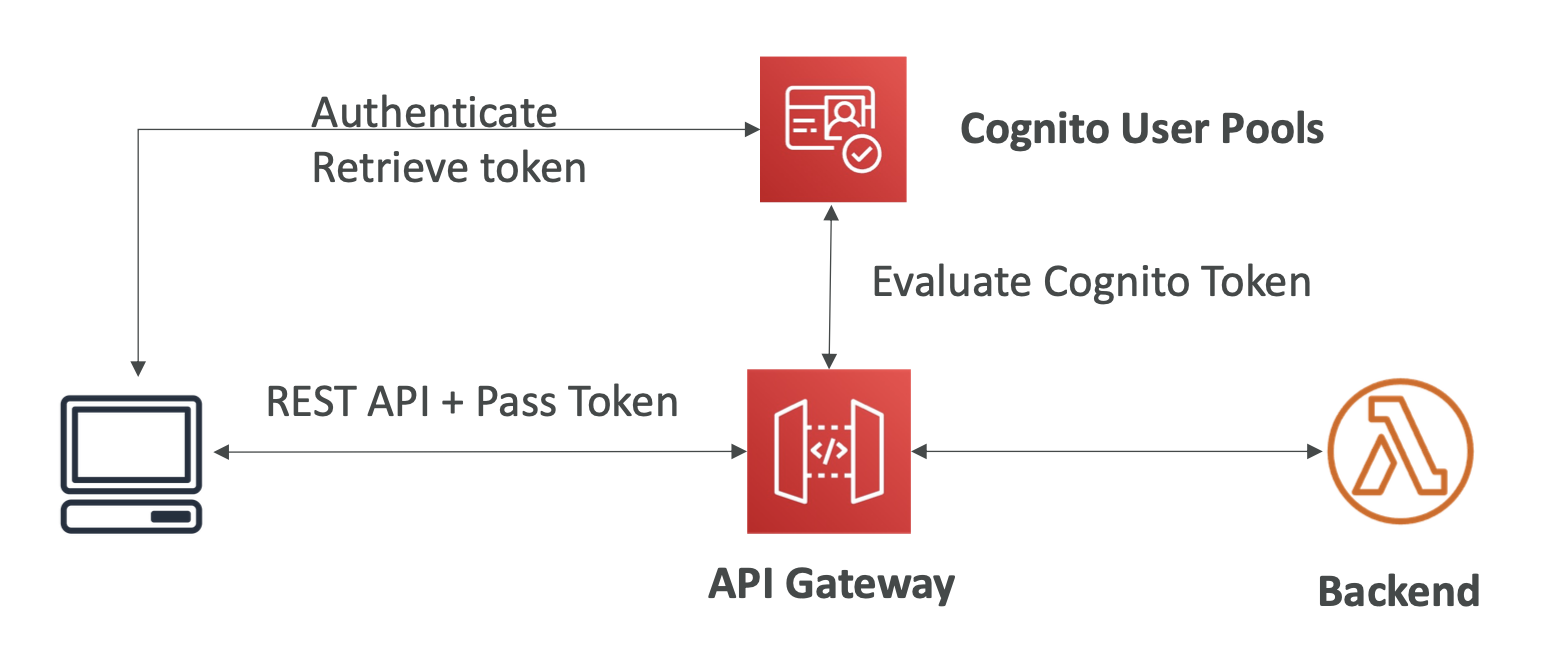 Authenticate
Retrieve token
Cognito User Pools
Evaluate Cognito Token
REST API + Pass Token
</>
API Gateway
Backend